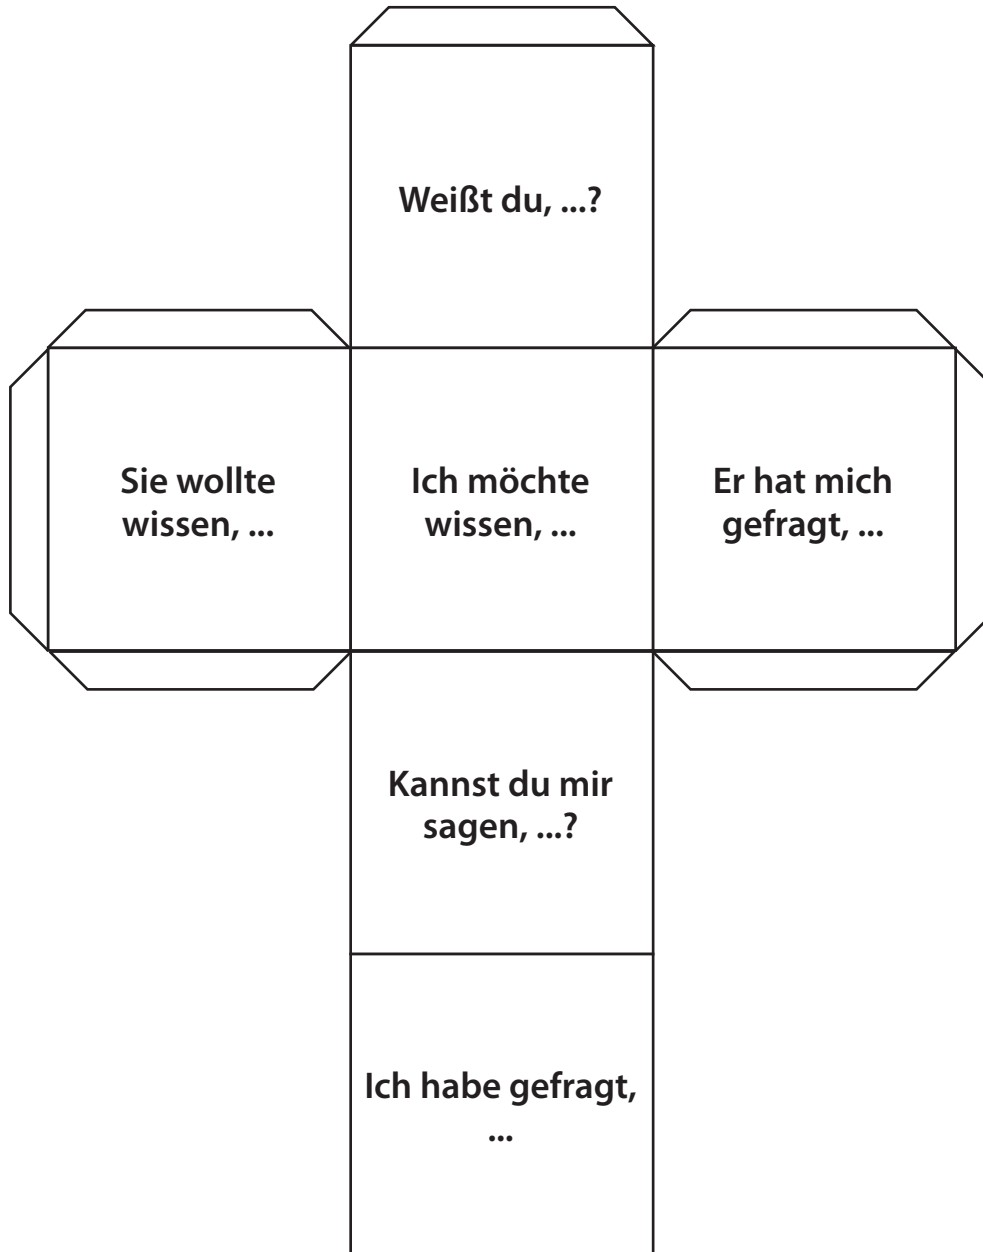 Weißt du, ...?
Sie wollte
wissen, ...
Ich möchte
wissen, ...
Er hat mich
gefragt, ...
Kannst du mir
sagen, ...?
Ich habe gefragt,
...